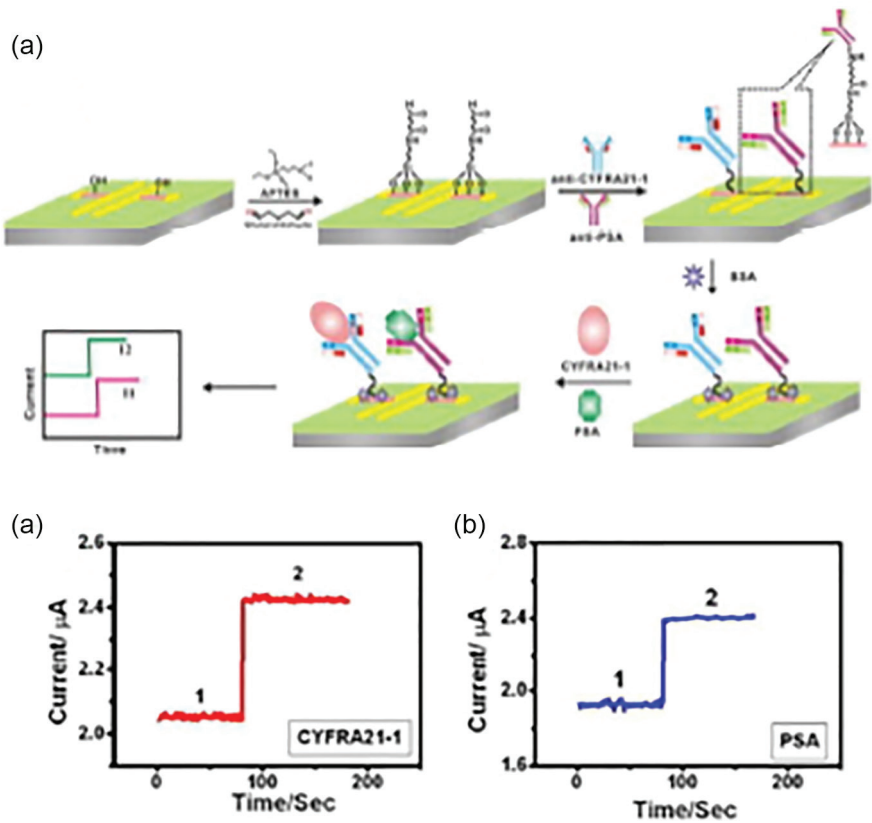 (a)
OH
OH
APTES
anti-CYFRA21-1
anti-PSA
BSA
CYFRA21-1
PSA
Current
I2
I1
Time
(a)
Current/ μA
2.6
2.4
2.2
2.0
1
2
CYFRA21-1
0
100
200
Time/Sec
(b)
Current/ μA
2.8
2.4
2.0
1.6
1
2
PSA
0
100
200
Time/Sec